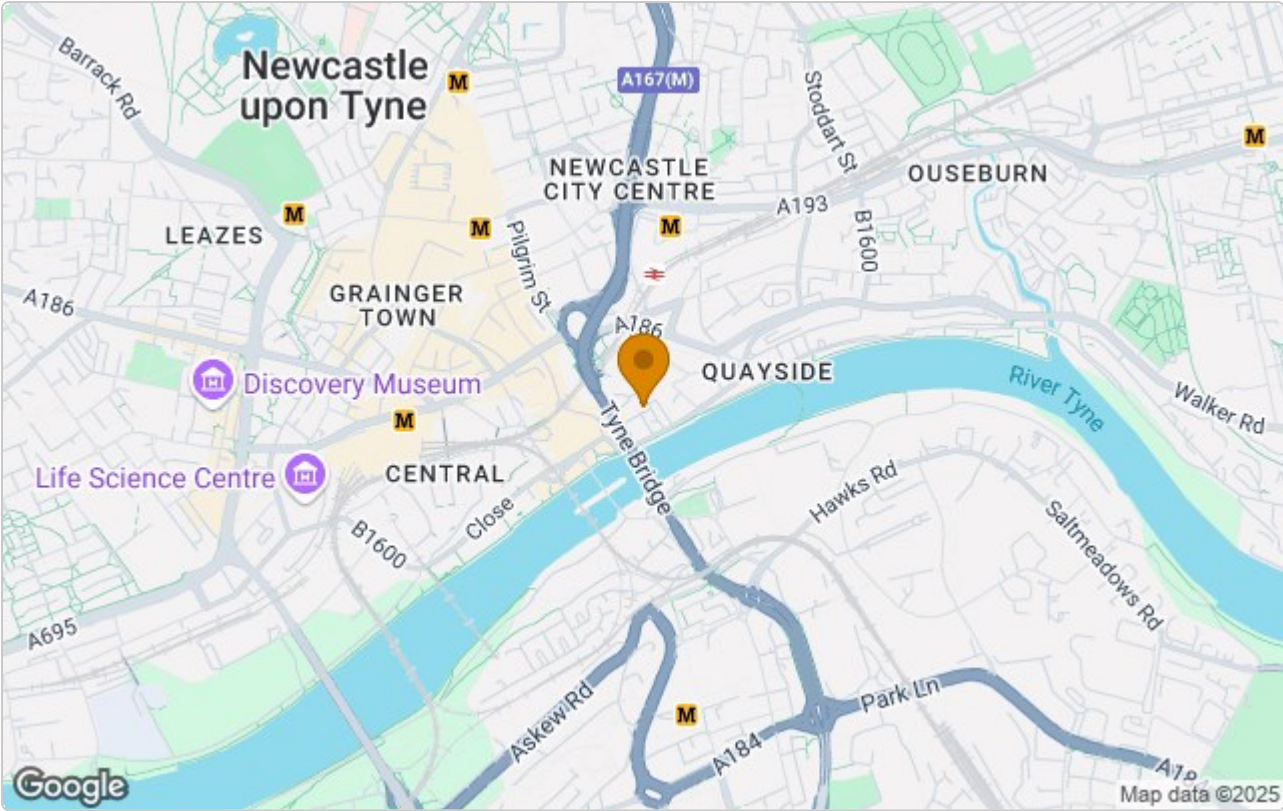 Barrack Rd
Newcastle
upon Tyne
M
A167(M)
Stoddart St
M
NEWCASTLE
CITY CENTRE
OUSEBURN
A193
M
LEAZES
M
Pilgrim St
M
B1600
A186
GRAINGER
TOWN
A186
QUAYSIDE
River Tyne
Walker Rd
Discovery Museum
M
Tyne Bridge
Life Science Centre
CENTRAL
Close
Hawks Rd
Saltmeadows Rd
B1600
A695
Askew Rd
M
Park Ln
A184
A184
Google
Map data ©2025